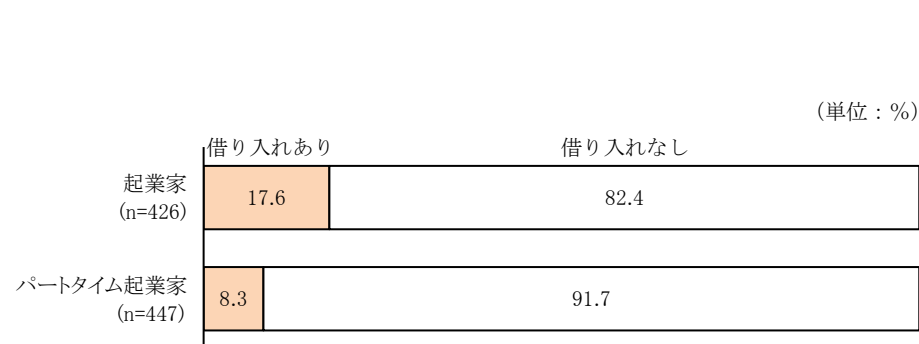 (単位：%)
借り入れあり 借り入れなし
起業家
(n=426)
17.6 82.4
パートタイム起業家
(n=447)
8.3 91.7